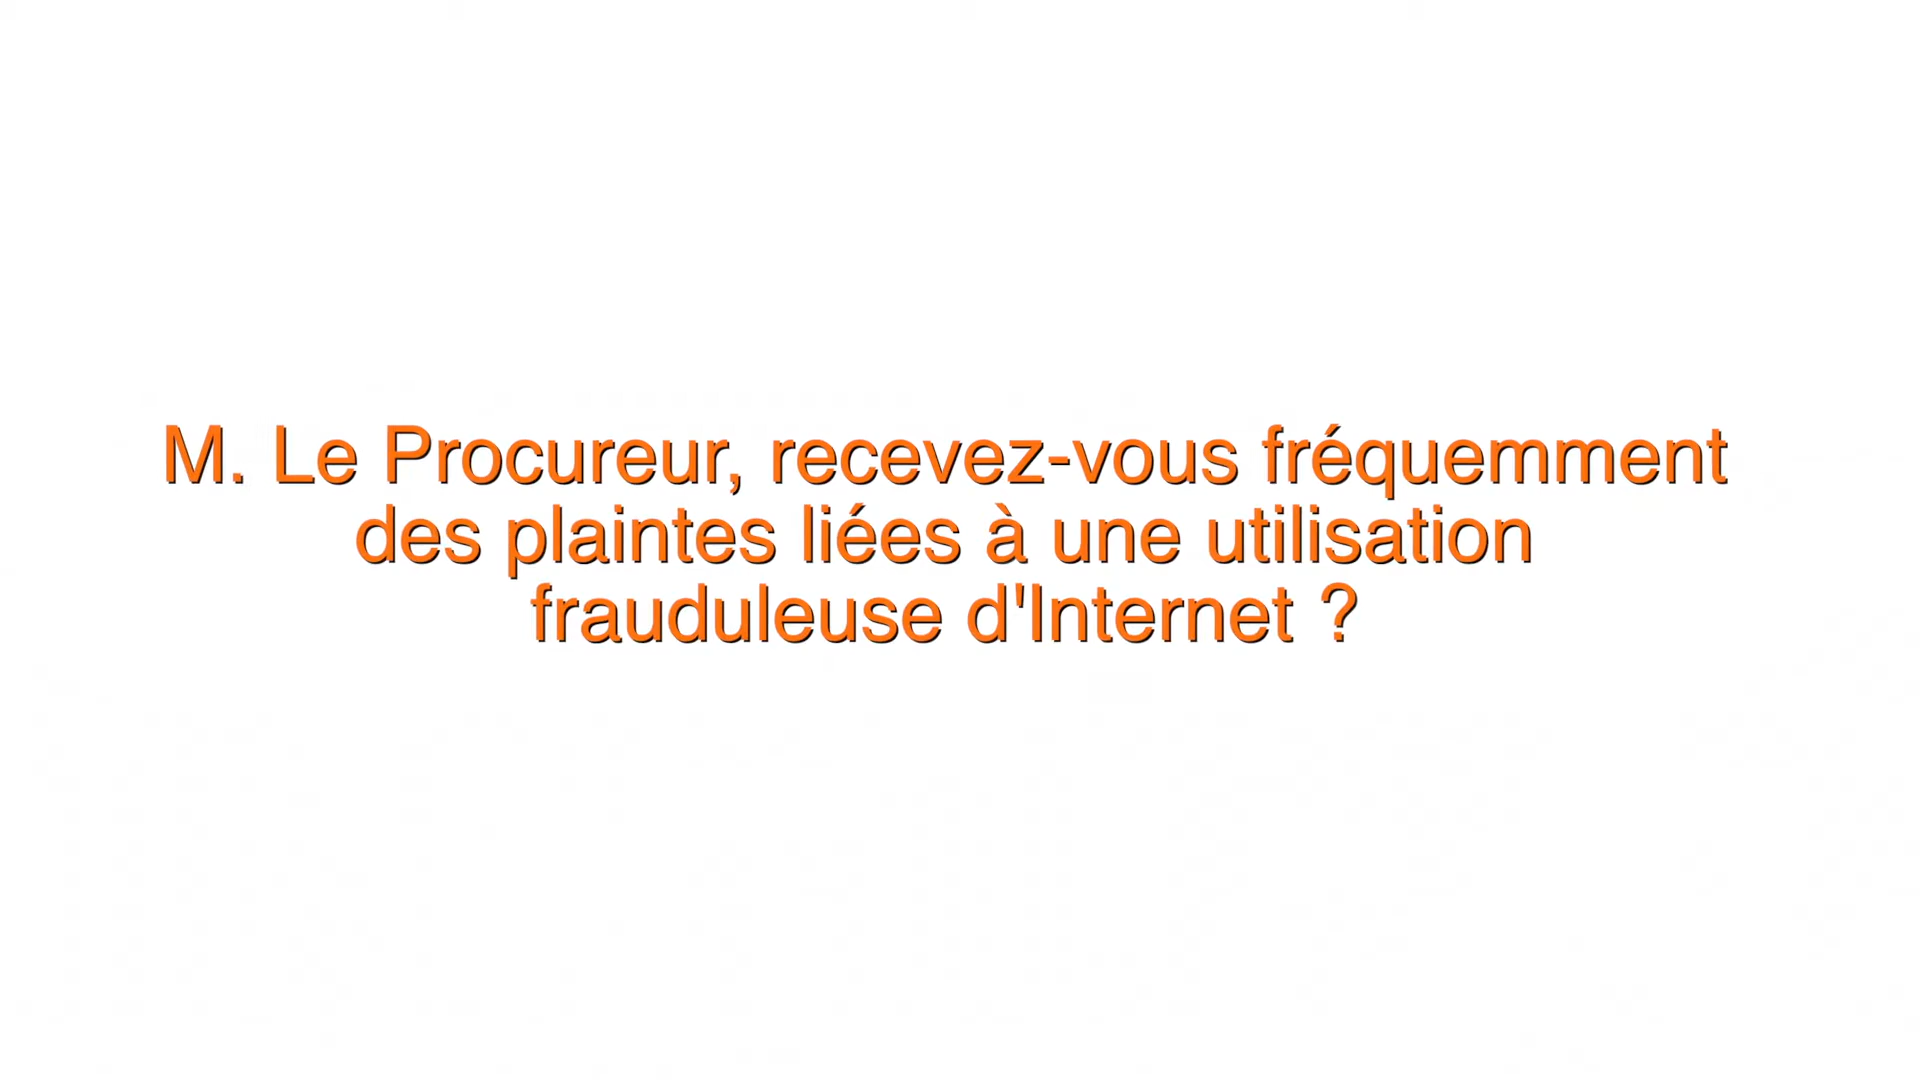 M. Le Procureur, recevez-vous fréquemment
des plaintes liées à une utilisation
frauduleuse d'Internet ?